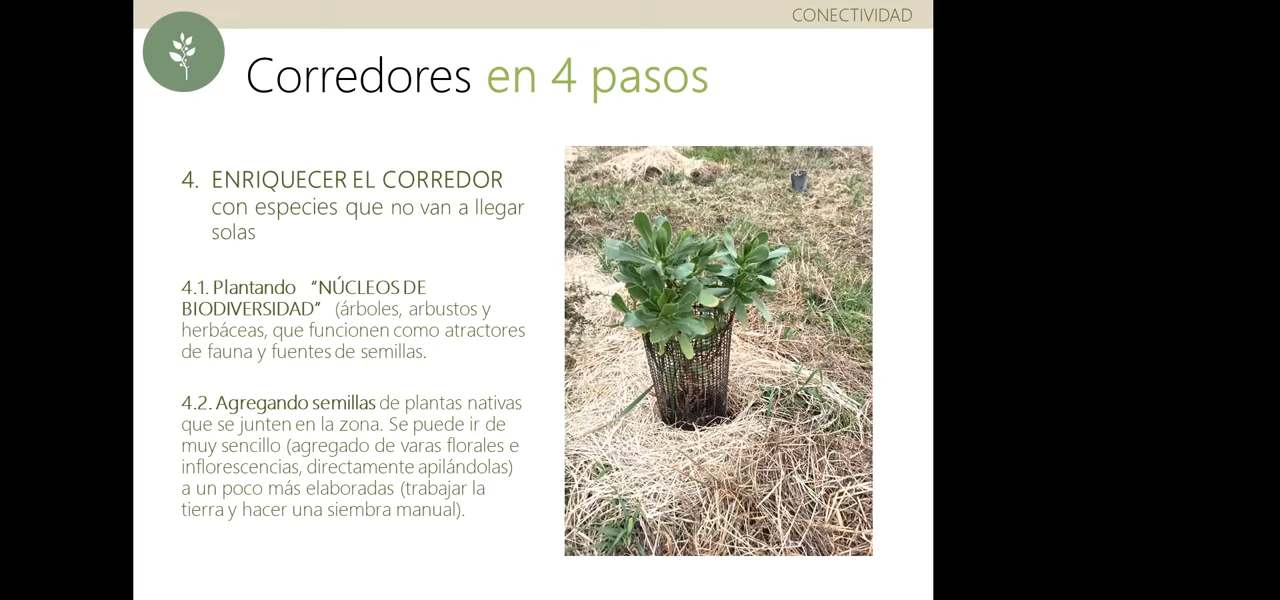 CONECTIVIDAD
Corredores en 4 pasos
4. ENRIQUECER EL CORREDOR
con especies que no van a llegar
solas
4.1. Plantando "NÚCLEOS DE
BIODIVERSIDAD" (árboles, arbustos y
herbáceas, que funcionen como atractores
de fauna y fuentes de semillas.
4.2. Agregando semillas de plantas nativas
que se junten en la zona. Se puede ir de
muy sencillo (agregado de varas florales e
inflorescencias, directamente apilándolas)
a un poco más elaboradas (trabajar la
tierra y hacer una siembra manual).